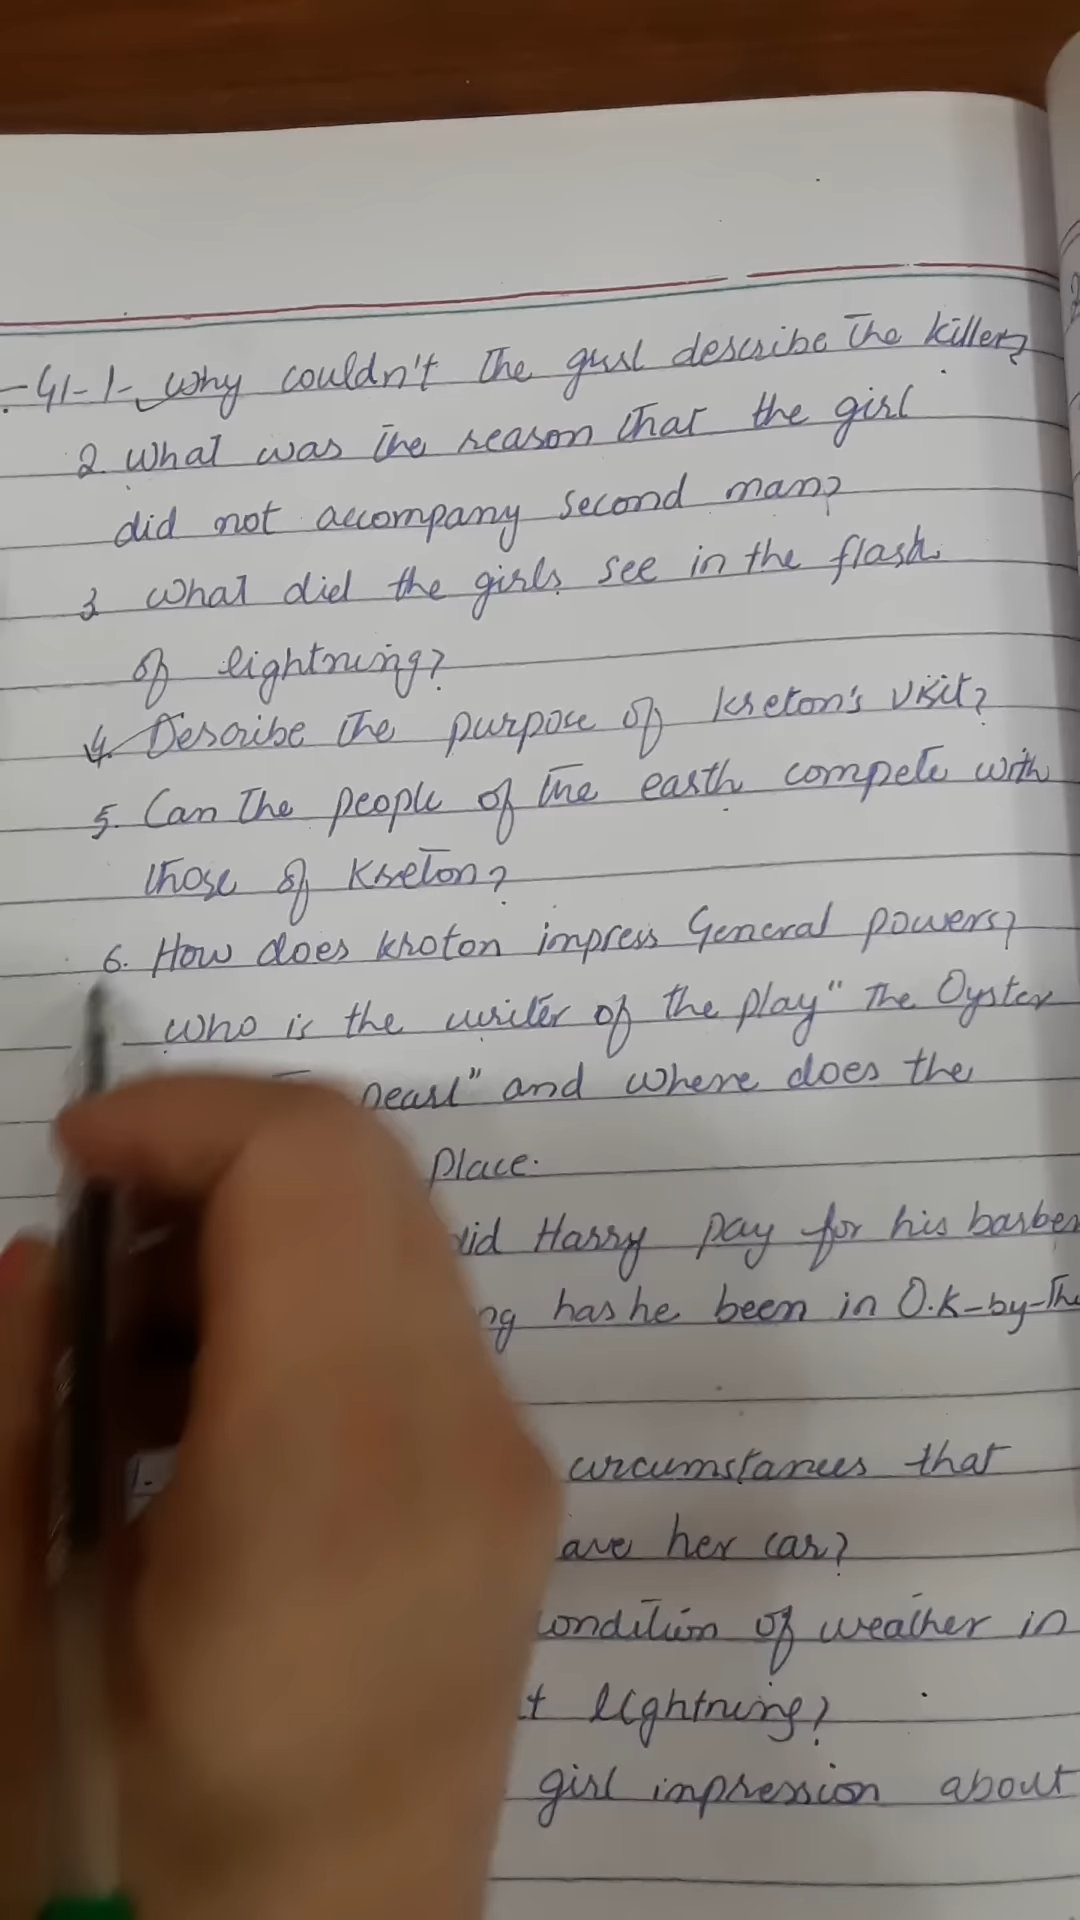 G1-1- Why couldn't the girl describe the killer?
2. What was the reason that the girl
did not accompany second man?
3 What did the girls see in the flash
of lightning?
4. Describe the purpose of Kreton's visit?
5. Can the people of the earth compete with
those of Kreton?
6. How does kroton impress General powers?
who is the writer of the play" The Oyster
pearl" and where does the
place.
did Harry pay for his barber
has he been in O.K-by-The
1.
circumstances that
her car?
condition of weather in
lightning?
girl impression about